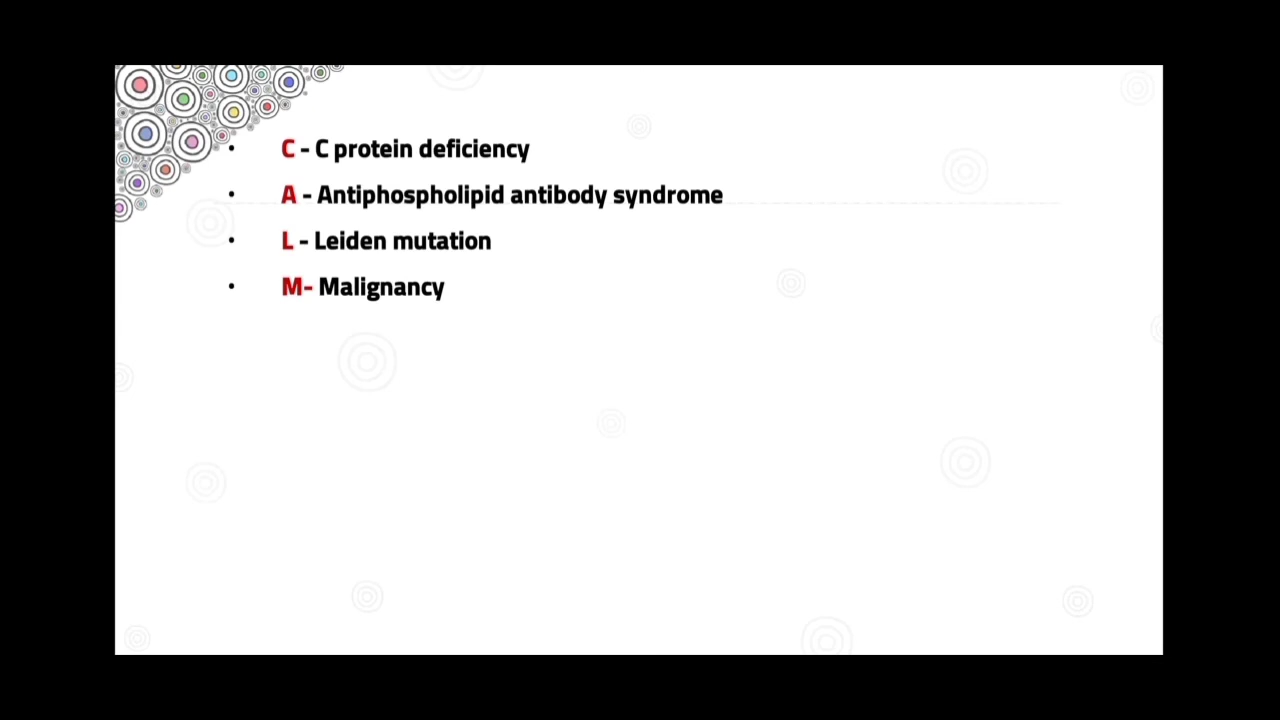 • C - C protein deficiency
• A - Antiphospholipid antibody syndrome
• L - Leiden mutation
• M- Malignancy